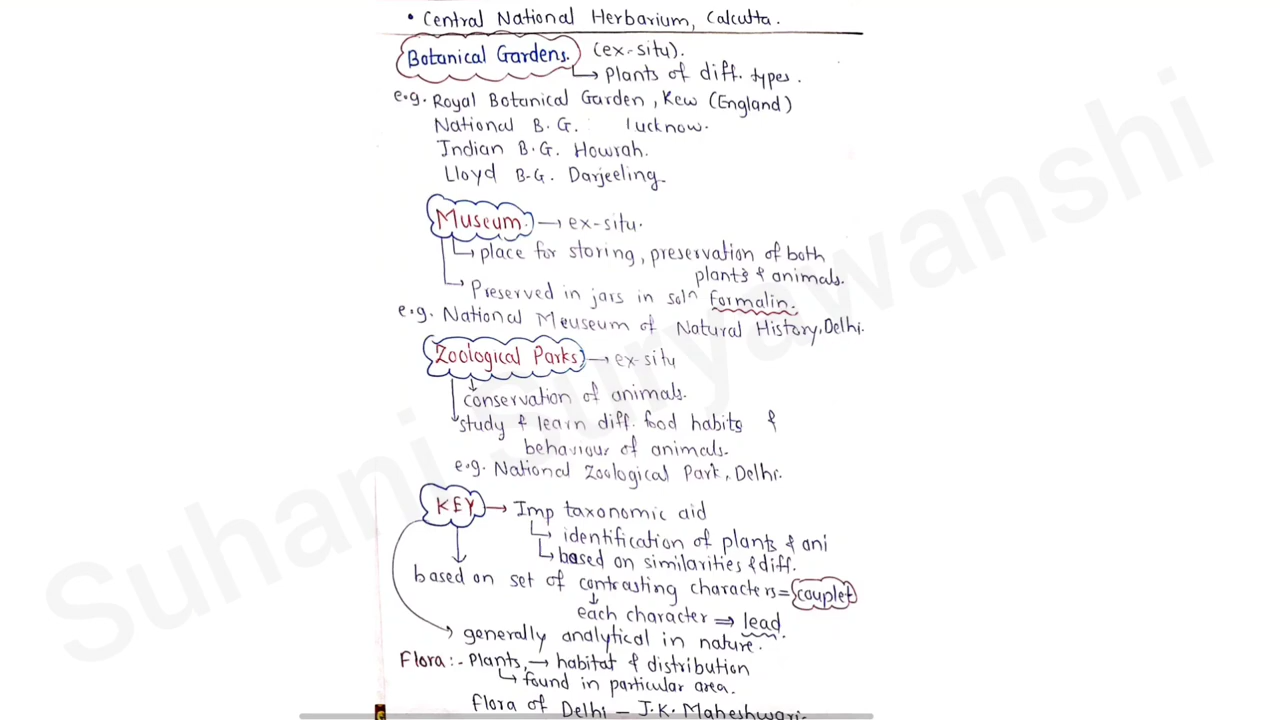 • Central National Herbarium, Calcutta.
Botanical Gardens. (ex-situ).
↳ Plants of diff. types.
e.g. Royal Botanical Garden, Kew (England)
National B.G. lucknow.
Indian B.G. Howrah.
Lloyd B.G. Darjeeling.
Museum. → ex-situ.
↳ place for storing, preservation of both
plants & animals.
↳ Preserved in jars in solⁿ formalin.
e.g. National Meuseum of Natural History, Delhi.
Zoological Parks → ex-situ
conservation of animals.
study & learn diff. food habits &
behaviour of animals.
e.g. National Zoological Park, Delhi.
KEY → Imp taxonomic aid
↳ identification of plants & ani
↳ based on similarities & diff.
based on set of contrasting characters = couplet
each character ⇒ lead.
generally analytical in nature.
Flora :- Plants, → habitat & distribution
↳ found in particular area.
Flora of Delhi – J.K. Maheshwari.
Suhani Suryawanshi